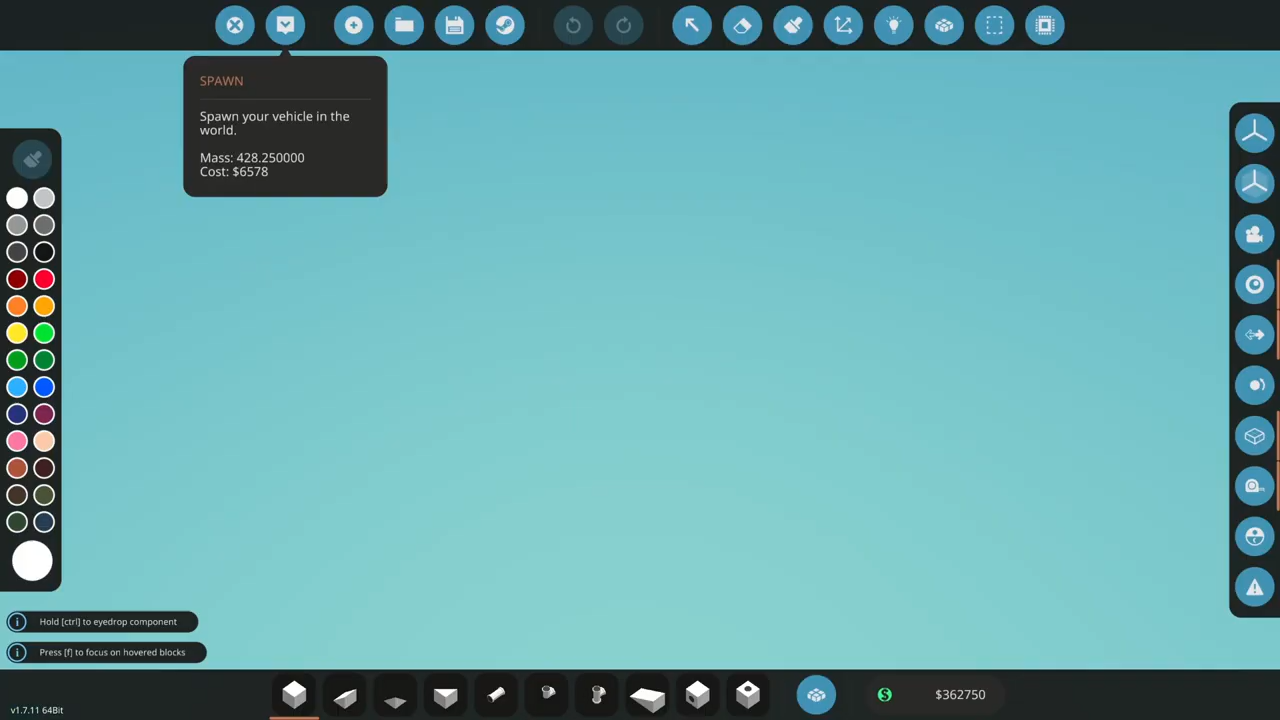 SPAWN
Spawn your vehicle in the
world.
Mass: 428.250000
Cost: $6578
Hold [ctrl] to eyedrop component
Press [f] to focus on hovered blocks
$362750
v1.7.11 64Bit